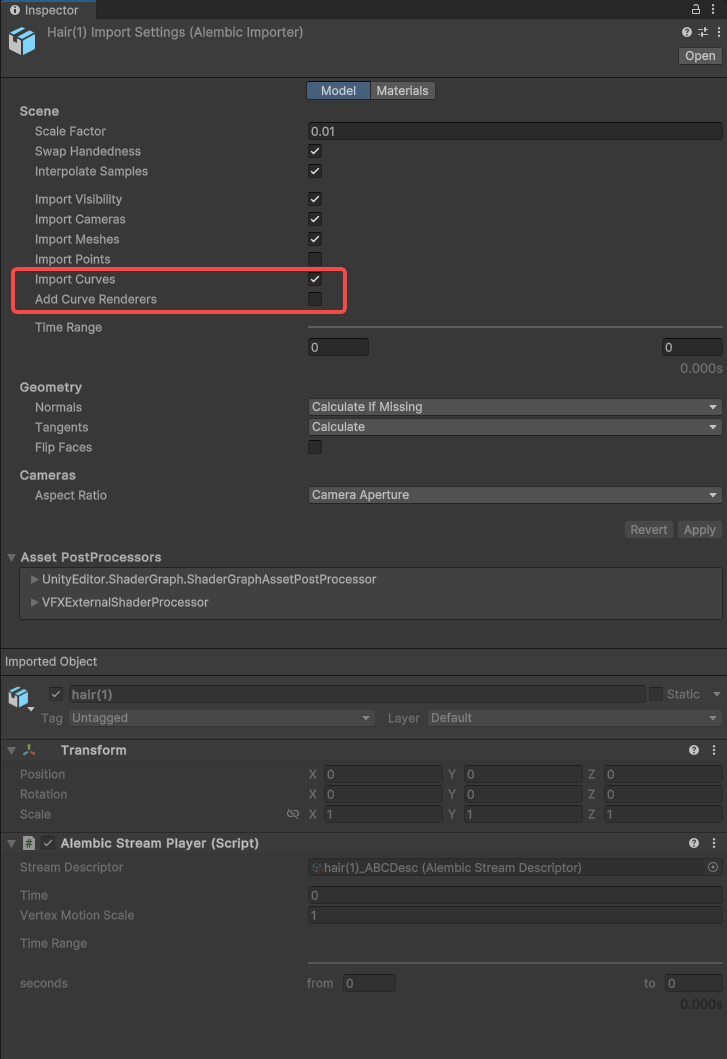 Inspector
Hair(1) Import Settings (Alembic Importer)
Open
Model Materials
Scene
Scale Factor 0.01
Swap Handedness
Interpolate Samples
Import Visibility
Import Cameras
Import Meshes
Import Points
Import Curves
Add Curve Renderers
Time Range
0 0
0.000s
Geometry
Normals Calculate If Missing
Tangents Calculate
Flip Faces
Cameras
Aspect Ratio Camera Aperture
Revert Apply
Asset PostProcessors
UnityEditor.ShaderGraph.ShaderGraphAssetPostProcessor
VFXExternalShaderProcessor
Imported Object
hair(1) Static
Tag Untagged Layer Default
Transform
Position X 0 Y 0 Z 0
Rotation X 0 Y 0 Z 0
Scale X 1 Y 1 Z 1
# Alembic Stream Player (Script)
Stream Descriptor hair(1)_ABCDesc (Alembic Stream Descriptor)
Time 0
Vertex Motion Scale 1
Time Range
seconds from 0 to 0
0.000s